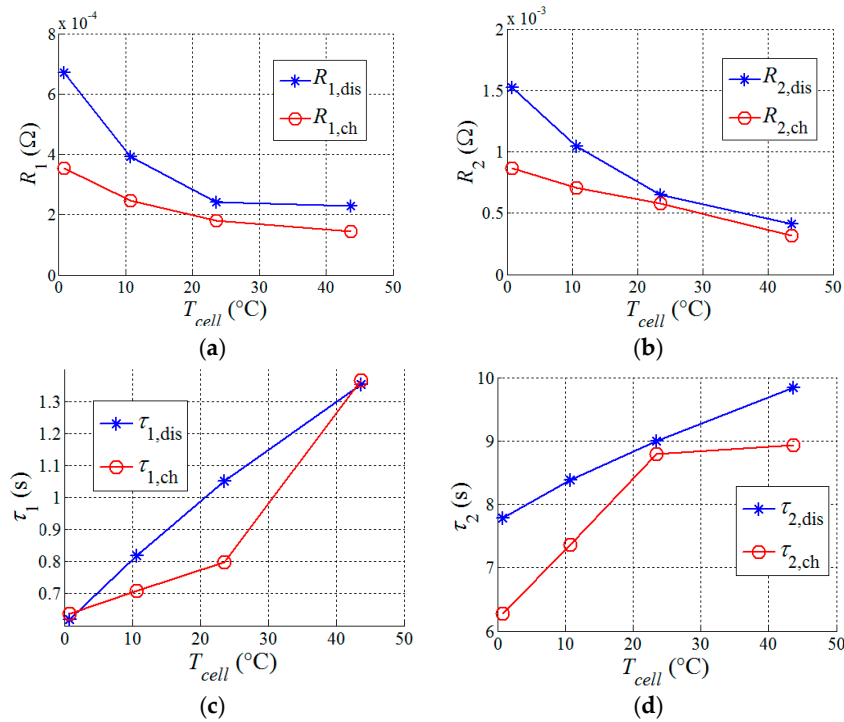 x 10⁻⁴
8
6
4
2
0
R₁ (Ω)
R₁,dis
R₁,ch
0 10 20 30 40 50
T_cell (°C)
(a)
x 10⁻³
2
1.5
1
0.5
0
R₂ (Ω)
R₂,dis
R₂,ch
0 10 20 30 40 50
T_cell (°C)
(b)
1.3
1.2
1.1
1
0.9
0.8
0.7
τ₁ (s)
τ₁,dis
τ₁,ch
0 10 20 30 40 50
T_cell (°C)
(c)
10
9
8
7
6
τ₂ (s)
τ₂,dis
τ₂,ch
0 10 20 30 40 50
T_cell (°C)
(d)